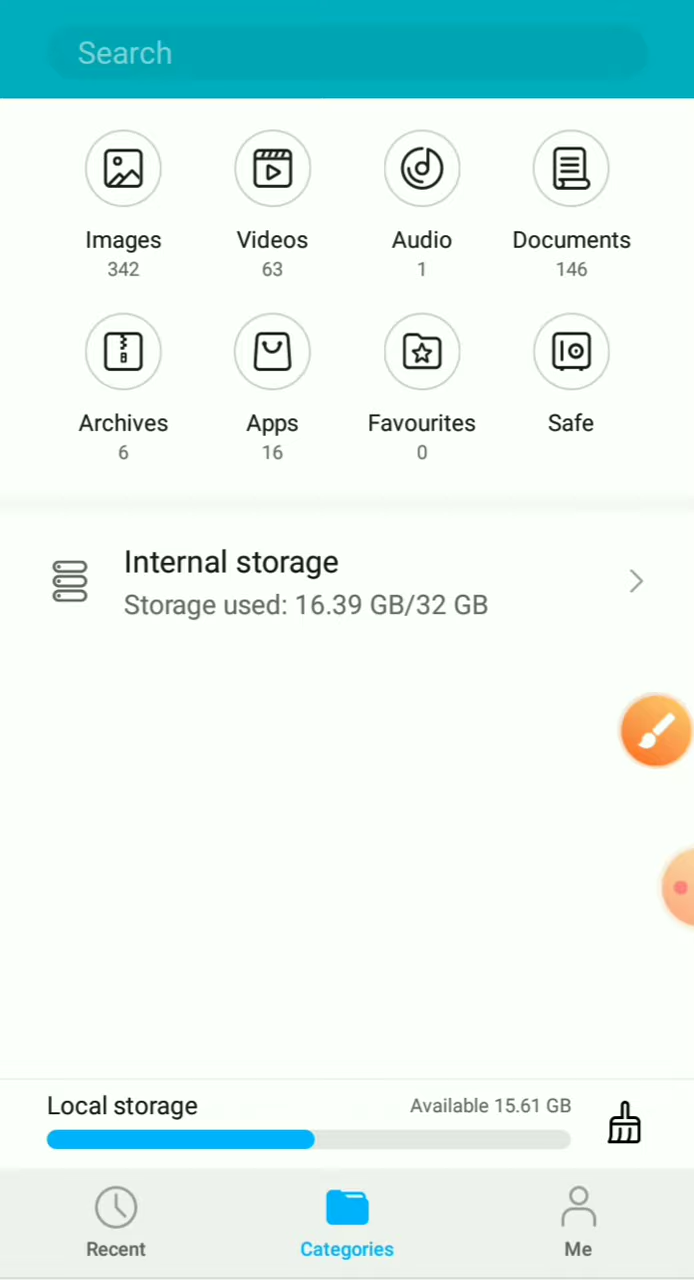 Search
Images Videos Audio Documents
342 63 1 146
Archives Apps Favourites Safe
6 16 0
Internal storage
Storage used: 16.39 GB/32 GB
Local storage Available 15.61 GB
Recent Categories Me